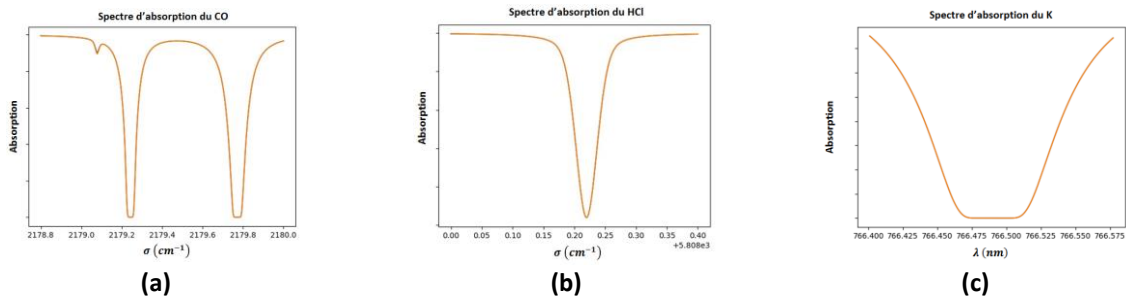 Spectre d'absorption du CO
Absorption
2178.8 2179.0 2179.2 2179.4 2179.6 2179.8 2180.0
σ (cm⁻¹)
(a)
Spectre d'absorption du HCl
Absorption
0.00 0.05 0.10 0.15 0.20 0.25 0.30 0.35 0.40
+5.808e3
σ (cm⁻¹)
(b)
Spectre d'absorption du K
Absorption
766.400 766.425 766.450 766.475 766.500 766.525 766.550 766.575
λ (nm)
(c)